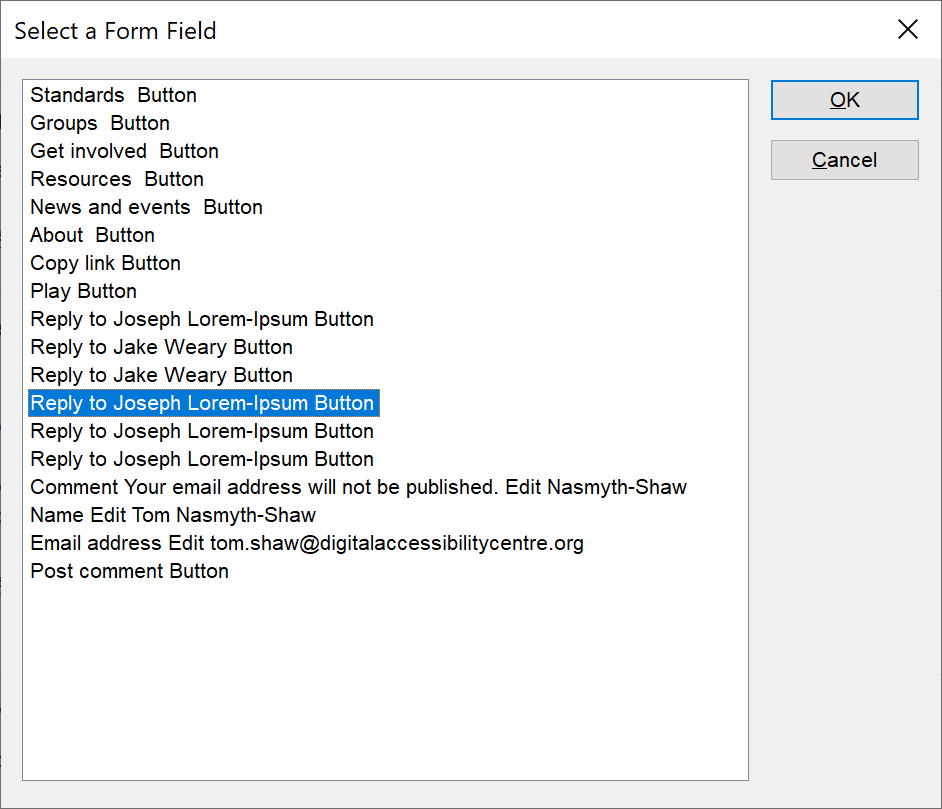 Select a Form Field
Standards  Button
Groups  Button
Get involved  Button
Resources  Button
News and events  Button
About  Button
Copy link Button
Play Button
Reply to Joseph Lorem-Ipsum Button
Reply to Jake Weary Button
Reply to Jake Weary Button
Reply to Joseph Lorem-Ipsum Button
Reply to Joseph Lorem-Ipsum Button
Reply to Joseph Lorem-Ipsum Button
Comment Your email address will not be published. Edit Nasmyth-Shaw
Name Edit Tom Nasmyth-Shaw
Email address Edit tom.shaw@digitalaccessibilitycentre.org
Post comment Button
OK
Cancel